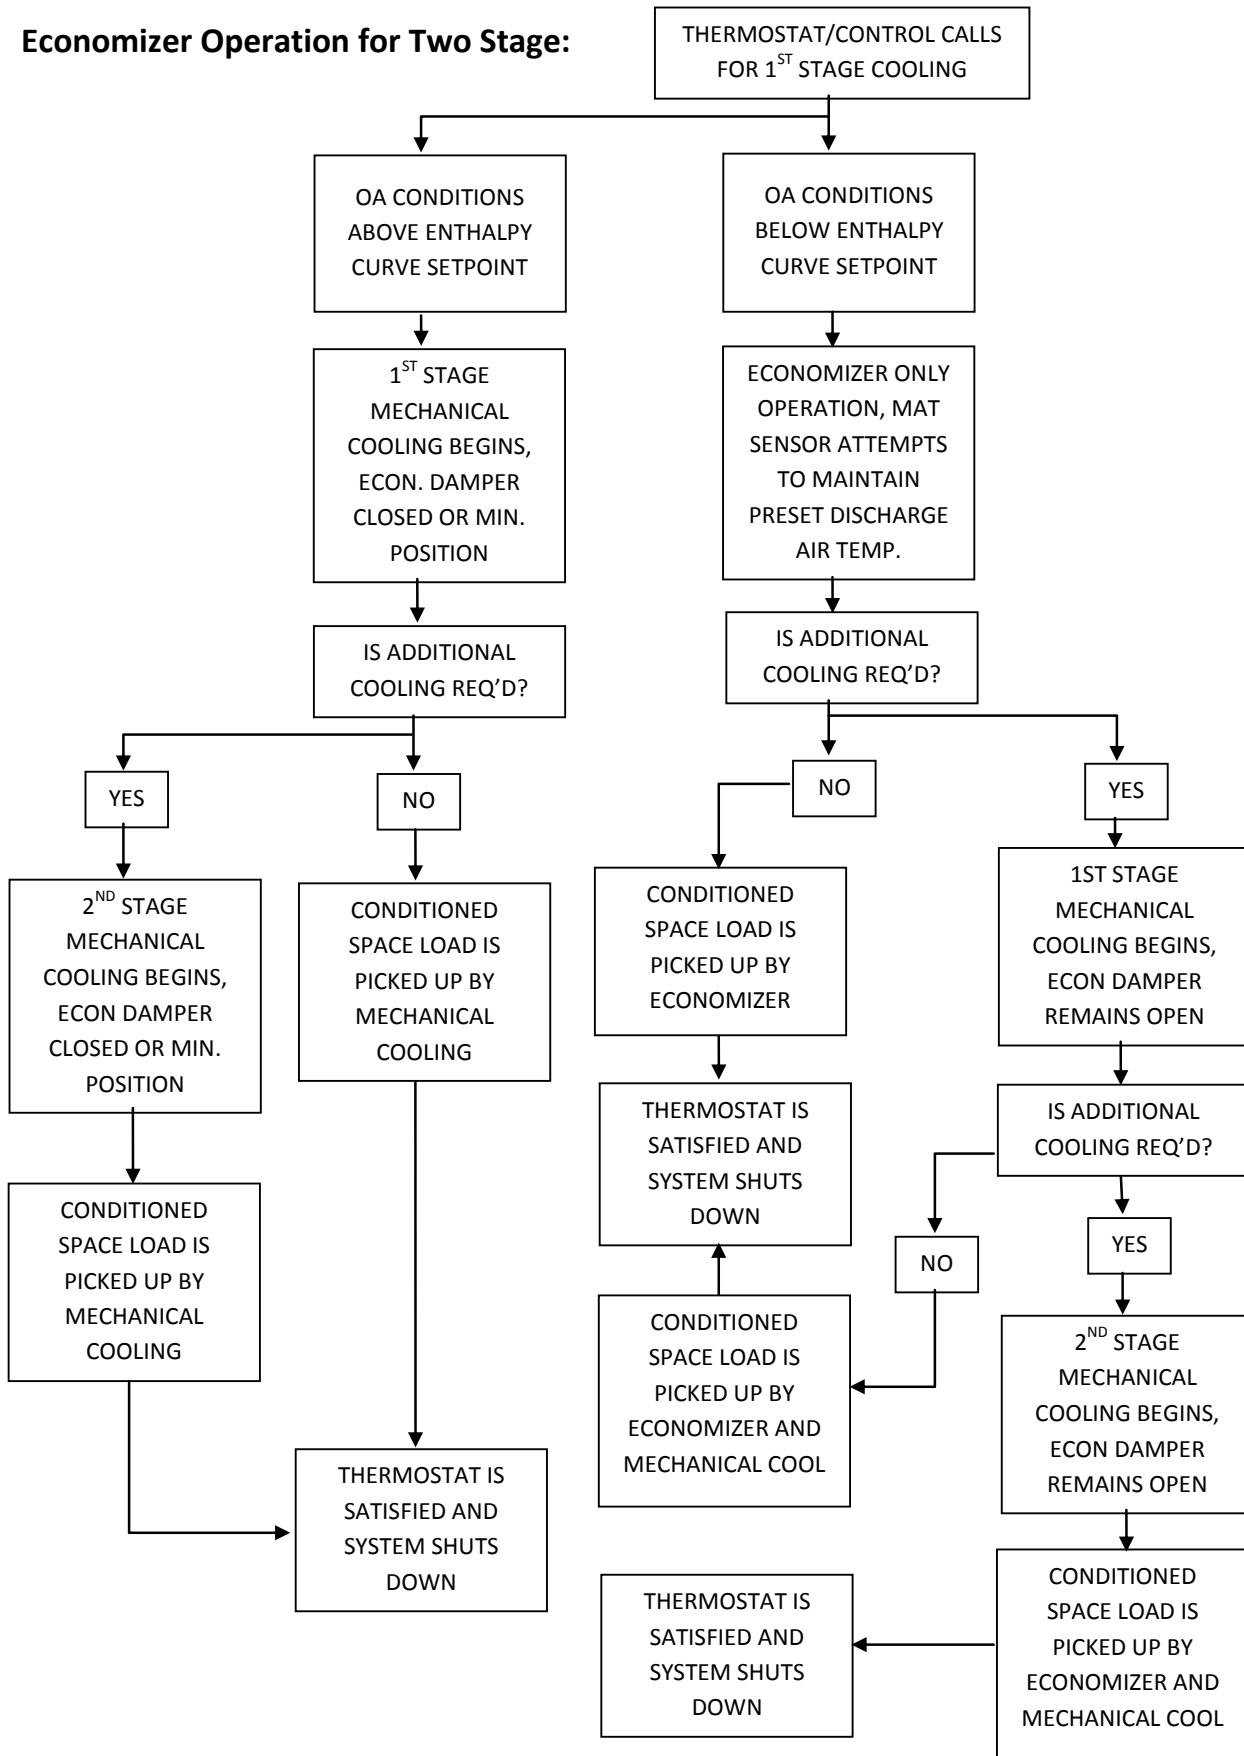 Economizer Operation for Two Stage:
THERMOSTAT/CONTROL CALLS
FOR 1ST STAGE COOLING
OA CONDITIONS
ABOVE ENTHALPY
CURVE SETPOINT
OA CONDITIONS
BELOW ENTHALPY
CURVE SETPOINT
1ST STAGE
MECHANICAL
COOLING BEGINS,
ECON. DAMPER
CLOSED OR MIN.
POSITION
ECONOMIZER ONLY
OPERATION, MAT
SENSOR ATTEMPTS
TO MAINTAIN
PRESET DISCHARGE
AIR TEMP.
IS ADDITIONAL
COOLING REQ’D?
IS ADDITIONAL
COOLING REQ’D?
YES
NO
NO
YES
2ND STAGE
MECHANICAL
COOLING BEGINS,
ECON DAMPER
CLOSED OR MIN.
POSITION
CONDITIONED
SPACE LOAD IS
PICKED UP BY
MECHANICAL
COOLING
CONDITIONED
SPACE LOAD IS
PICKED UP BY
ECONOMIZER
1ST STAGE
MECHANICAL
COOLING BEGINS,
ECON DAMPER
REMAINS OPEN
THERMOSTAT IS
SATISFIED AND
SYSTEM SHUTS
DOWN
IS ADDITIONAL
COOLING REQ’D?
CONDITIONED
SPACE LOAD IS
PICKED UP BY
MECHANICAL
COOLING
NO
YES
CONDITIONED
SPACE LOAD IS
PICKED UP BY
ECONOMIZER AND
MECHANICAL COOL
2ND STAGE
MECHANICAL
COOLING BEGINS,
ECON DAMPER
REMAINS OPEN
THERMOSTAT IS
SATISFIED AND
SYSTEM SHUTS
DOWN
THERMOSTAT IS
SATISFIED AND
SYSTEM SHUTS
DOWN
CONDITIONED
SPACE LOAD IS
PICKED UP BY
ECONOMIZER AND
MECHANICAL COOL